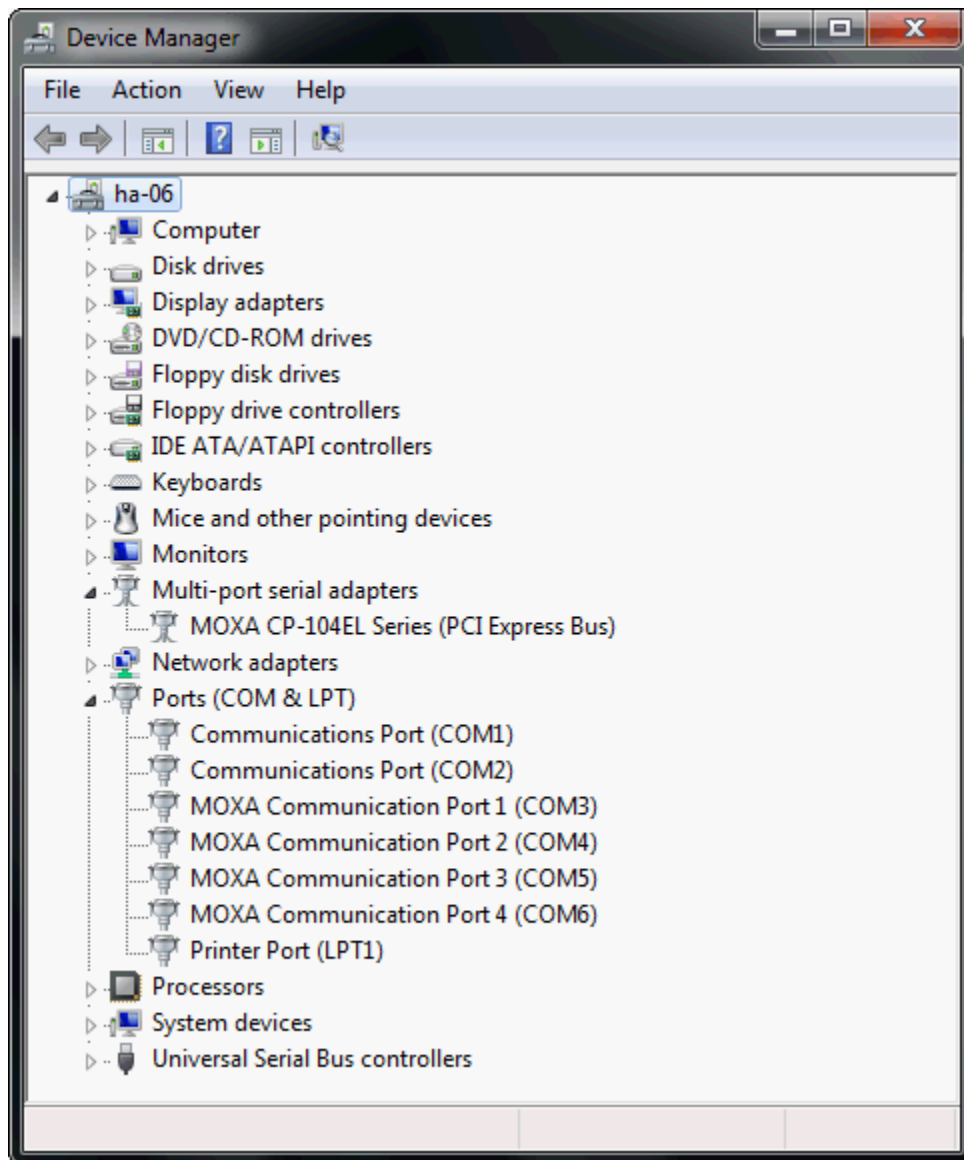 Device Manager
File Action View Help
ha-06
Computer
Disk drives
Display adapters
DVD/CD-ROM drives
Floppy disk drives
Floppy drive controllers
IDE ATA/ATAPI controllers
Keyboards
Mice and other pointing devices
Monitors
Multi-port serial adapters
MOXA CP-104EL Series (PCI Express Bus)
Network adapters
Ports (COM & LPT)
Communications Port (COM1)
Communications Port (COM2)
MOXA Communication Port 1 (COM3)
MOXA Communication Port 2 (COM4)
MOXA Communication Port 3 (COM5)
MOXA Communication Port 4 (COM6)
Printer Port (LPT1)
Processors
System devices
Universal Serial Bus controllers